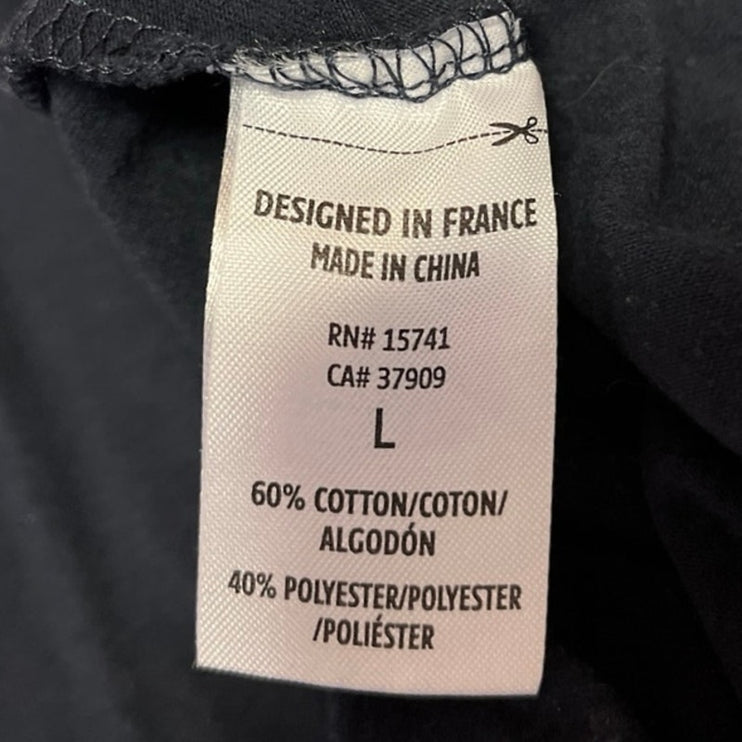 DESIGNED IN FRANCE
MADE IN CHINA
RN# 15741
CA# 37909
L
60% COTTON/COTON/
ALGODÓN
40% POLYESTER/POLYESTER
/POLIÉSTER